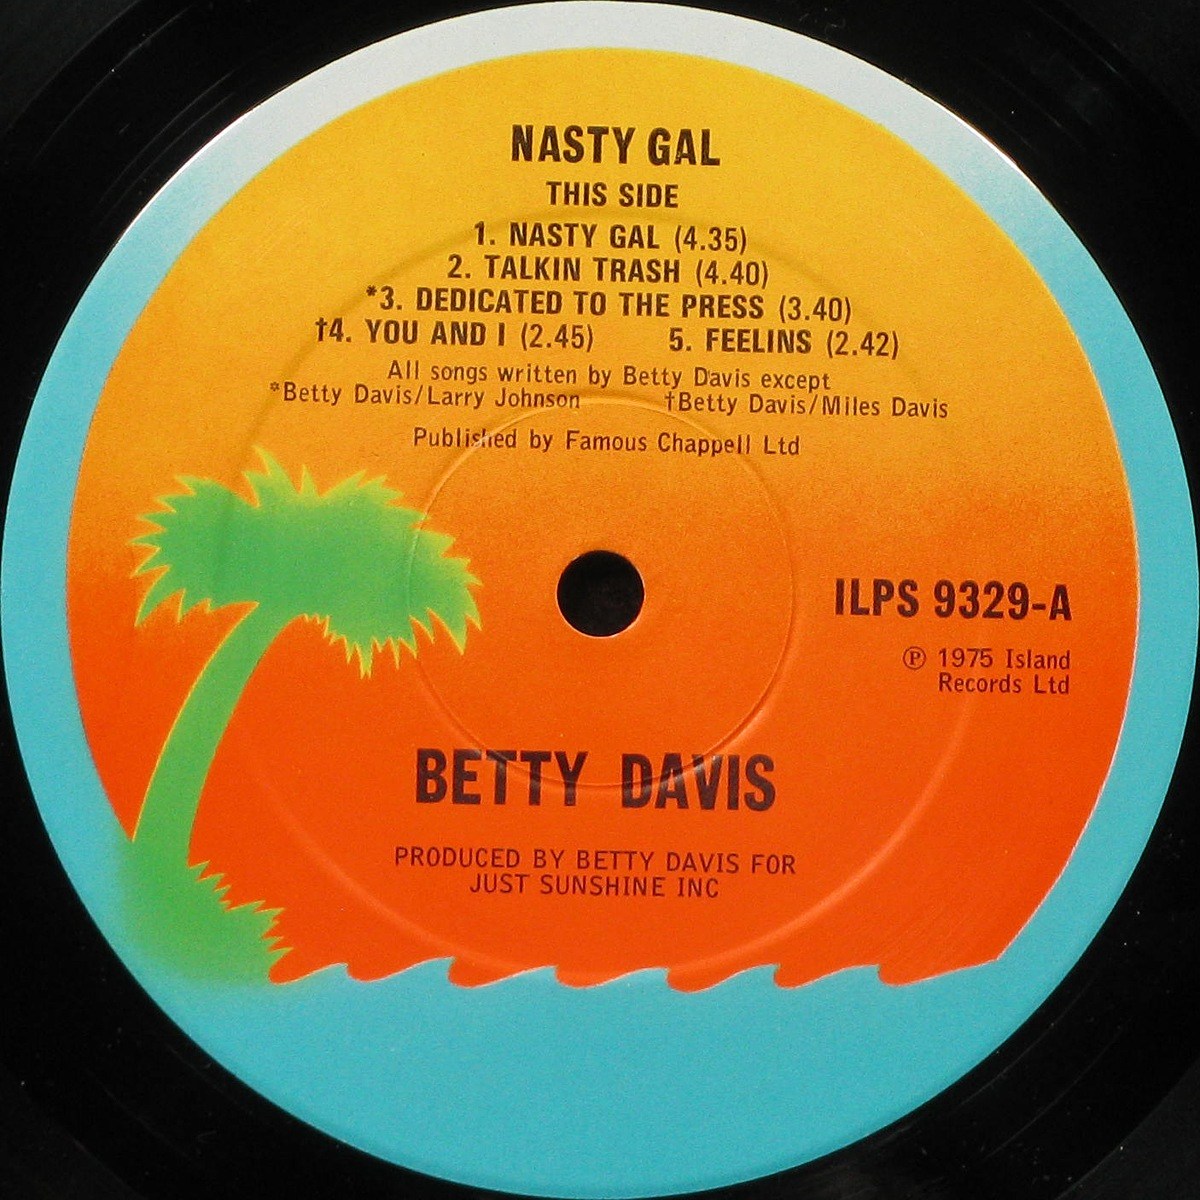 NASTY GAL
THIS SIDE
1. NASTY GAL (4.35)
2. TALKIN TRASH (4.40)
*3. DEDICATED TO THE PRESS (3.40)
†4. YOU AND I (2.45) 5. FEELINS (2.42)
All songs written by Betty Davis except
*Betty Davis/Larry Johnson †Betty Davis/Miles Davis
Published by Famous Chappell Ltd
ILPS 9329-A
℗ 1975 Island
Records Ltd
BETTY DAVIS
PRODUCED BY BETTY DAVIS FOR
JUST SUNSHINE INC